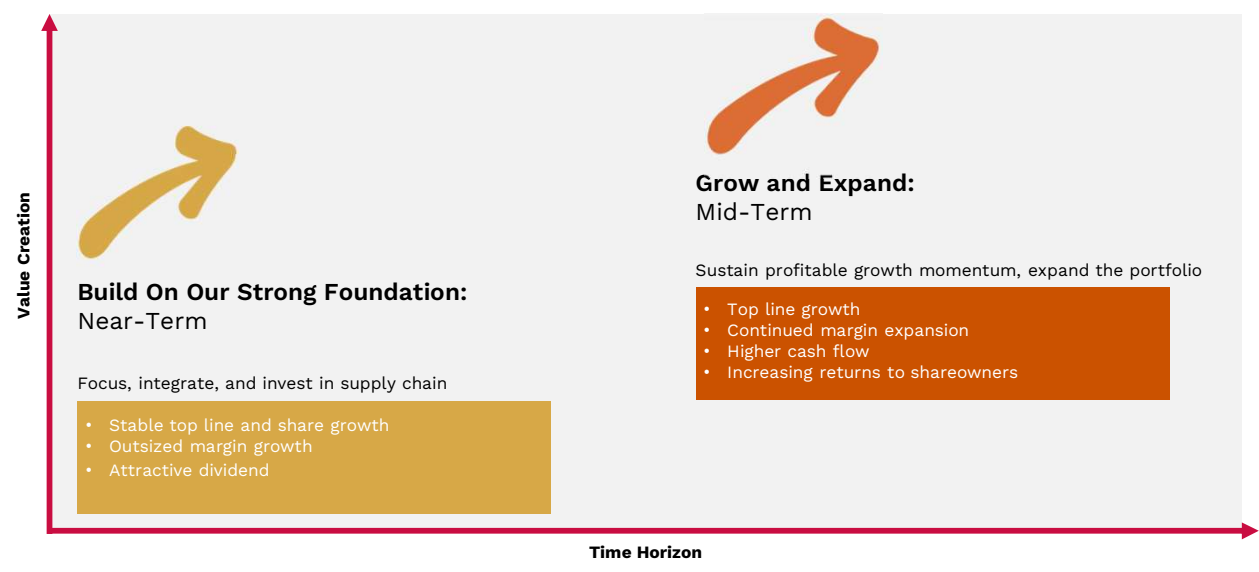 Value Creation
Build On Our Strong Foundation:
Near-Term
Focus, integrate, and invest in supply chain
• Stable top line and share growth
• Outsized margin growth
• Attractive dividend
Grow and Expand:
Mid-Term
Sustain profitable growth momentum, expand the portfolio
• Top line growth
• Continued margin expansion
• Higher cash flow
• Increasing returns to shareowners
Time Horizon